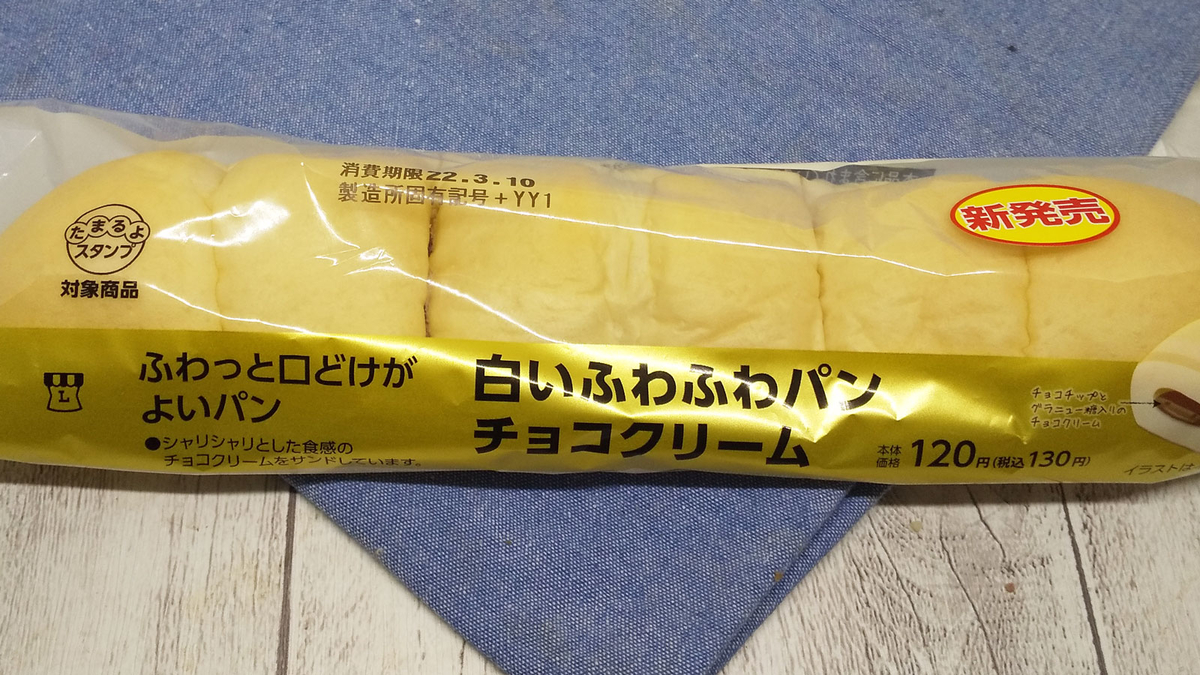 消費期限22.3.10
製造所固有記号+YY1
新発売
たまるよ
スタンプ
対象商品
L
ふわっと口どけが
よいパン
●シャリシャリとした食感の
チョコクリームをサンドしています。
白いふわふわパン
チョコクリーム
本体
価格
120円(税込130円)
チョコチップと
グラニュー糖入りの
チョコクリーム
イラストは